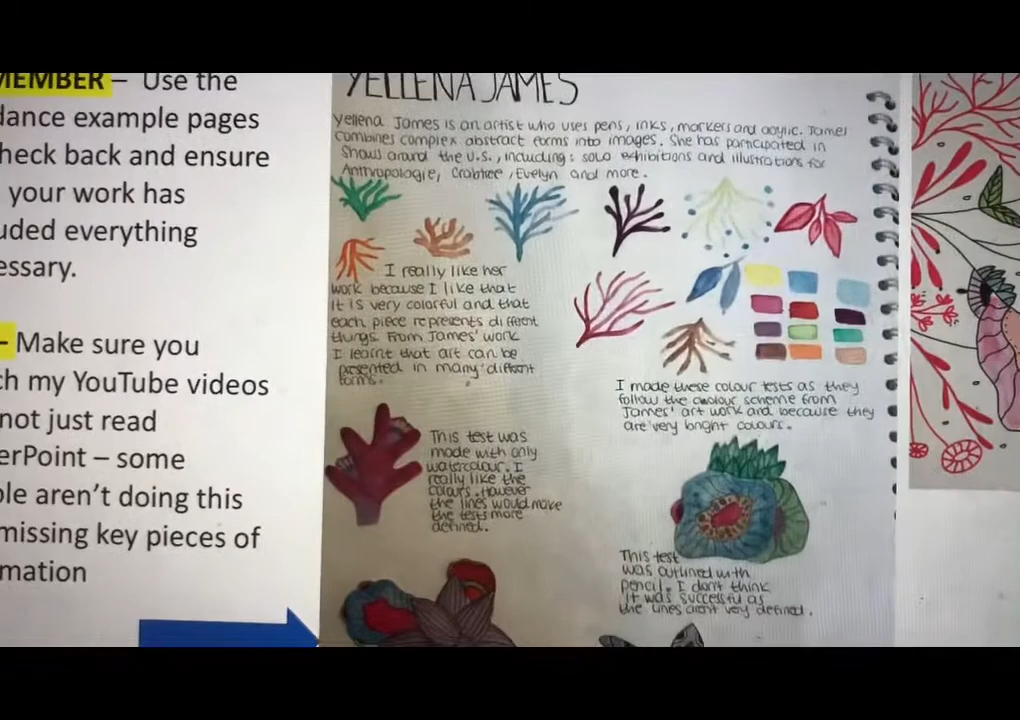 MEMBER – Use the
dance example pages
heck back and ensure
your work has
uded everything
essary.
– Make sure you
ch my YouTube videos
not just read
erPoint – some
ple aren't doing this
missing key pieces of
mation
YELLENA JAMES
Yellena James is an artist who uses pens, inks, markers and acylic. James
combines complex abstract forms into images. She has participated in
Shows around the U.S., including: solo exhibitions and illustrations for
Anthropologie, Crabtree, Evelyn and more.
I really like her
work because I like that
it is very colorful and that
each piece represents different
things. From James' work
I learnt that art can be
presented in many different
forms.
I made these colour tests as they
follow the colour scheme from
James' art work and because they
are very bright colours.
This test was
made with only
watercolour. I
really like the
colours. However
the lines would make
the tests more
defined.
This test
was outlined with
pencil. I don't think
it was successful as
the lines aren't very defined.